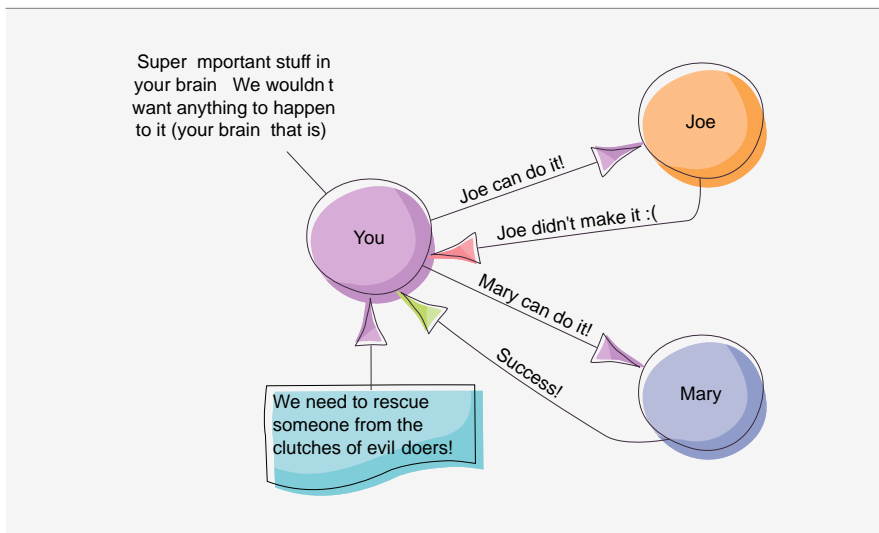 Super mportant stuff in
your brain We wouldn t
want anything to happen
to it (your brain that is)
Joe
Joe can do it!
Joe didn't make it :(
You
Mary can do it!
Success!
Mary
We need to rescue
someone from the
clutches of evil doers!